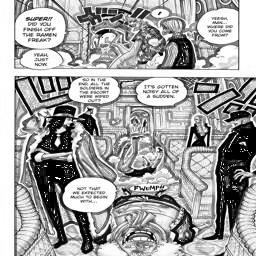 SUPER!!
DID YOU
FINISH OFF
THE RAMEN
FREAK?
YEAH,
JUST
NOW.
YEESH,
MAN...
WHERE DID
YOU COME
FROM?
SO IN THE
END, ALL THE
SOLDIERS IN
THE ESCORT
WERE WIPED
OUT?
IT'S GOTTEN
NOISY ALL OF
A SUDDEN.
NOT THAT
WE EXPECTED
MUCH TO BEGIN
WITH...
FWUMP!!